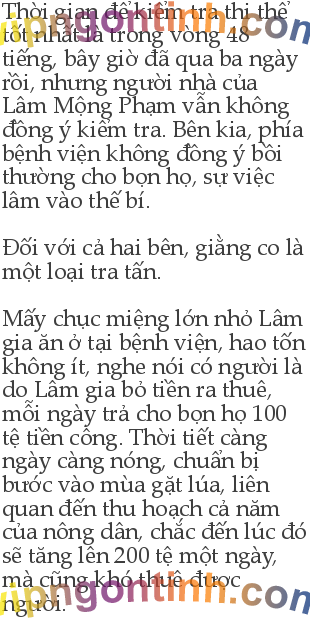 Thời gian để kiểm tra thi thể
tốt nhất là trong vòng 48
tiếng, bây giờ đã qua ba ngày
rồi, nhưng người nhà của
Lâm Mộng Phạm vẫn không
đồng ý kiểm tra. Bên kia, phía
bệnh viện không đồng ý bồi
thường cho bọn họ, sự việc
lâm vào thế bí.

Đối với cả hai bên, giằng co là
một loại tra tấn.

Mấy chục miệng lớn nhỏ Lâm
gia ăn ở tại bệnh viện, hao tốn
không ít, nghe nói có người là
do Lâm gia bỏ tiền ra thuê,
mỗi ngày trả cho bọn họ 100
tệ tiền công. Thời tiết càng
ngày càng nóng, chuẩn bị
bước vào mùa gặt lúa, liên
quan đến thu hoạch cả năm
của nông dân, chắc đến lúc đó
sẽ tăng lên 200 tệ một ngày,
mà cũng khó thuê được
người.